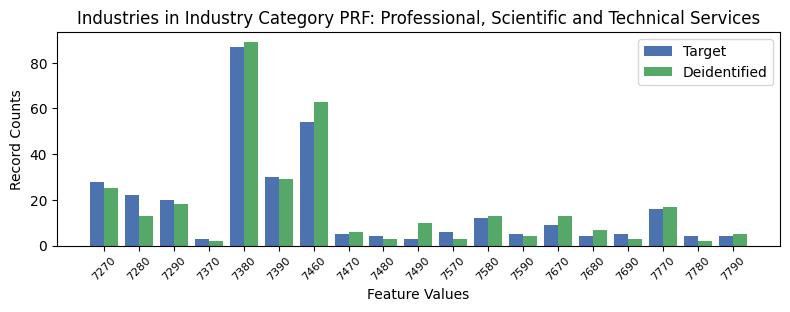 Industries in Industry Category PRF: Professional, Scientific and Technical Services
Target
Deidentified
Record Counts
80
60
40
20
0
7270 7280 7290 7370 7380 7390 7460 7470 7480 7490 7570 7580 7590 7670 7680 7690 7770 7780 7790
Feature Values